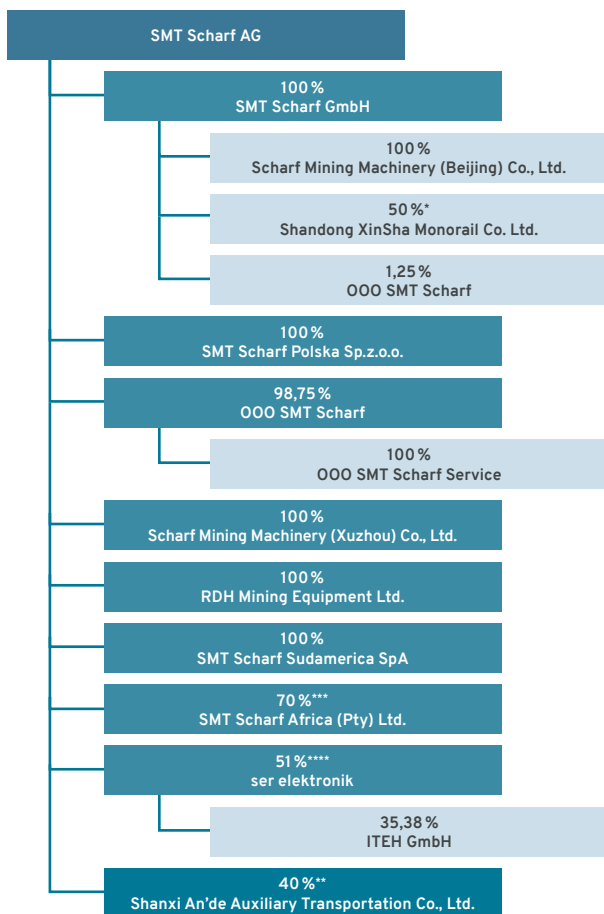 SMT Scharf AG
100 %
SMT Scharf GmbH
100 %
Scharf Mining Machinery (Beijing) Co., Ltd.
50 %*
Shandong XinSha Monorail Co. Ltd.
1,25 %
OOO SMT Scharf
100 %
SMT Scharf Polska Sp.z.o.o.
98,75 %
OOO SMT Scharf
100 %
OOO SMT Scharf Service
100 %
Scharf Mining Machinery (Xuzhou) Co., Ltd.
100 %
RDH Mining Equipment Ltd.
100 %
SMT Scharf Sudamerica SpA
70 %***
SMT Scharf Africa (Pty) Ltd.
51 %****
ser elektronik
35,38 %
ITEH GmbH
40 %**
Shanxi An’de Auxiliary Transportation Co., Ltd.